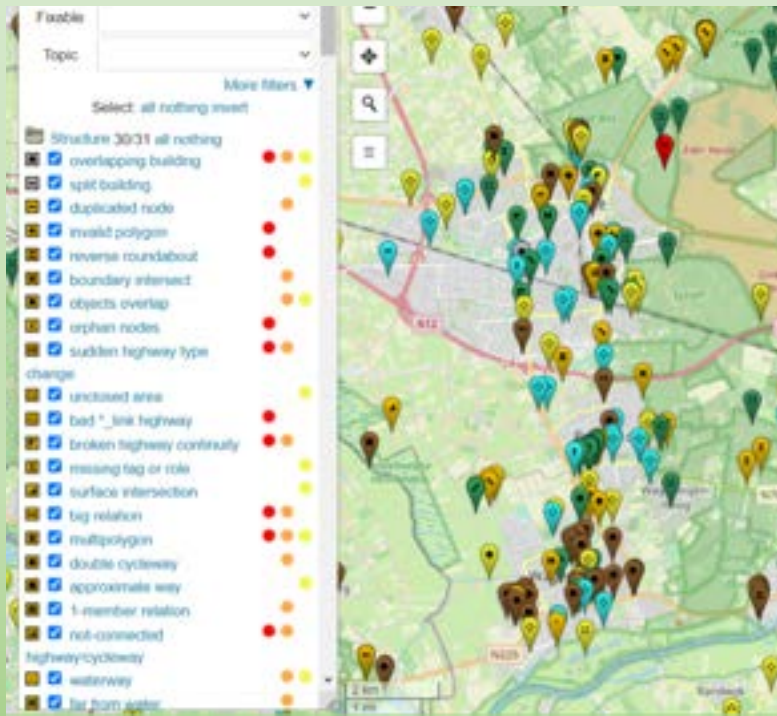 Fixable
Topic
More filters ▼
Select: all nothing invert
Structure 30/31 all nothing
overlapping building
split building
duplicated node
invalid polygon
reverse roundabout
boundary intersect
objects overlap
orphan nodes
sudden highway type
change
unclosed area
bad *_link highway
broken highway continuity
missing tag or role
surface intersection
big relation
multipolygon
double cycleway
approximate way
1-member relation
not-connected
highway/cycleway
waterway
far from water
N12
N225
2 km
1 mi